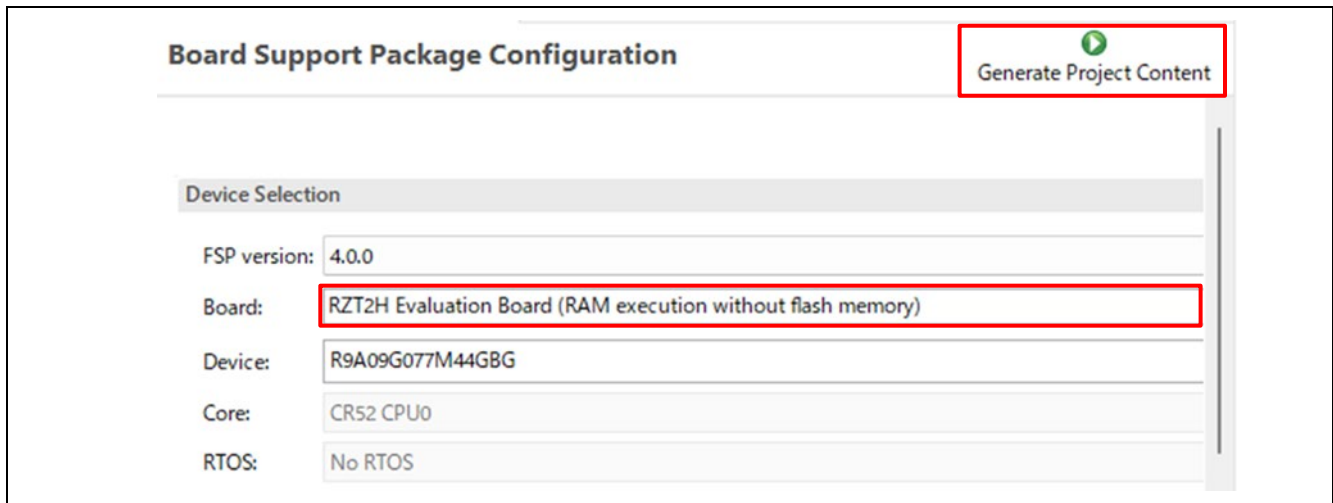 Board Support Package Configuration
Generate Project Content
Device Selection
FSP version: 4.0.0
Board: RZT2H Evaluation Board (RAM execution without flash memory)
Device: R9A09G077M44GBG
Core: CR52 CPU0
RTOS: No RTOS